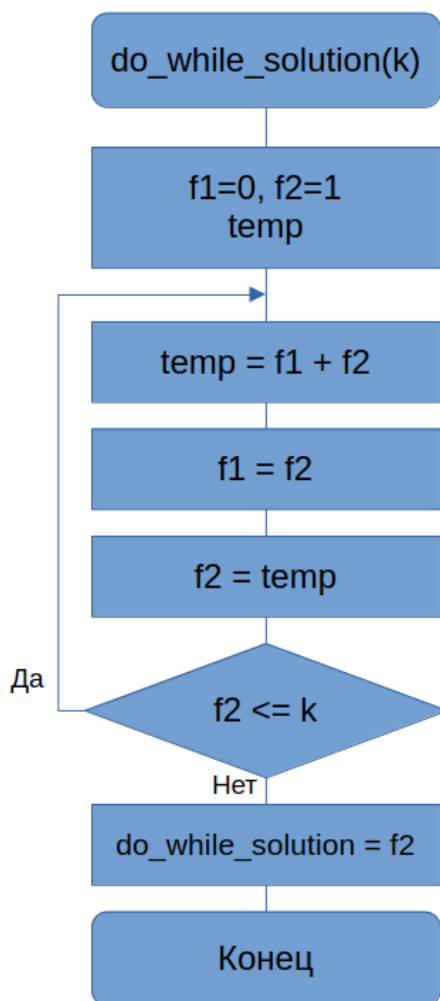 do_while_solution(k)
f1=0, f2=1
temp
temp = f1 + f2
f1 = f2
f2 = temp
Да
f2 <= k
Нет
do_while_solution = f2
Конец